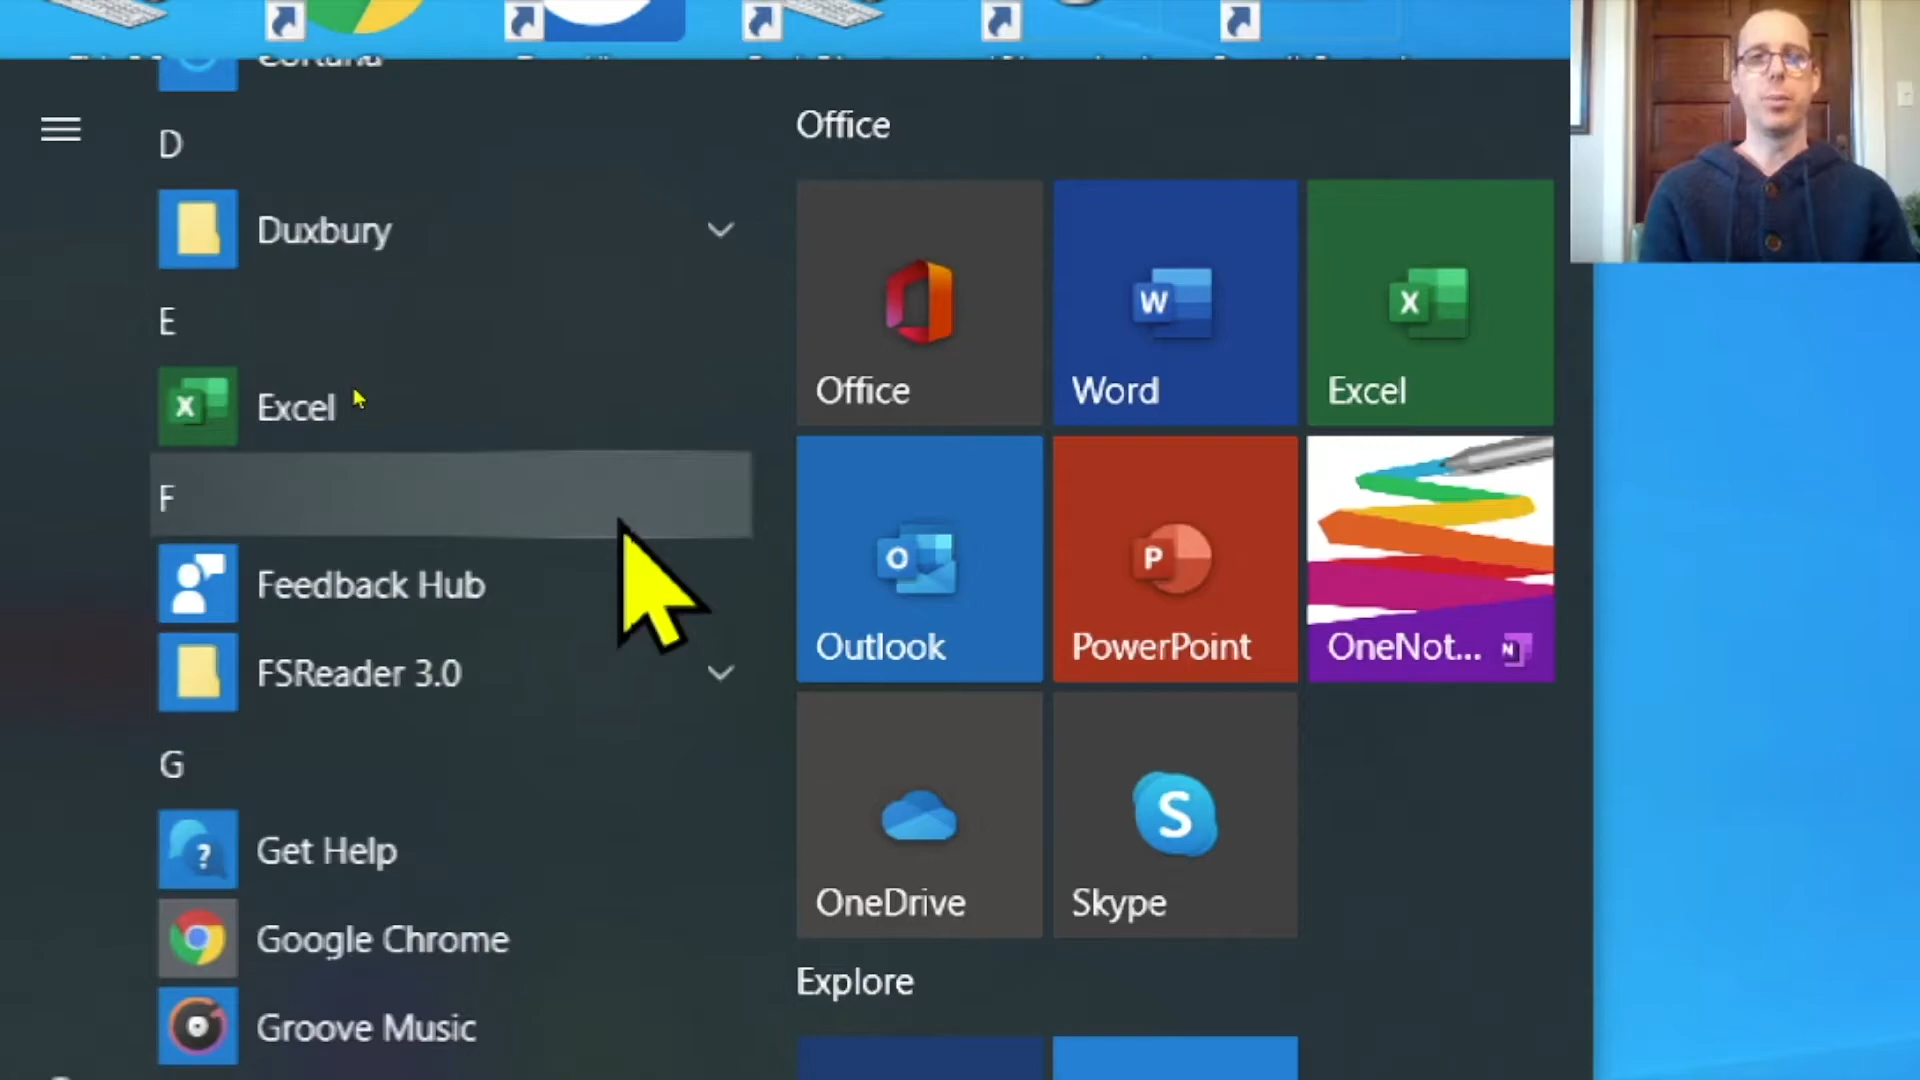 Cortana
D
Duxbury
E
Excel
F
Feedback Hub
FSReader 3.0
G
Get Help
Google Chrome
Groove Music
Office
Office
Word
Excel
Outlook
PowerPoint
OneNot...
OneDrive
Skype
Explore